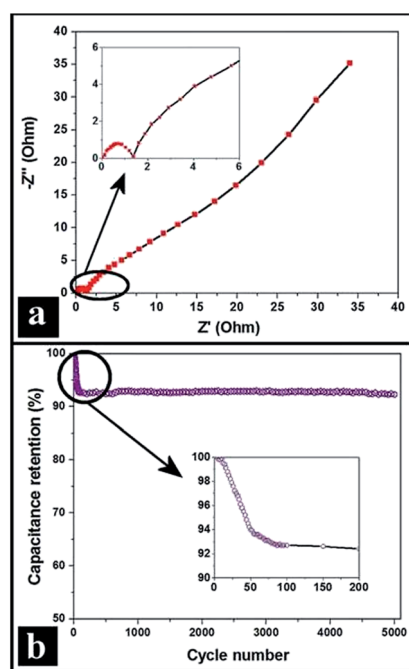 6
4
2
0
0 2 4 6
40
35
30
25
20
15
10
5
0
0 5 10 15 20 25 30 35 40
-Z" (Ohm)
Z' (Ohm)
a
100
90
80
70
60
50
0 1000 2000 3000 4000 5000
Capacitance retention (%)
Cycle number
100
98
96
94
92
90
0 50 100 150 200
b